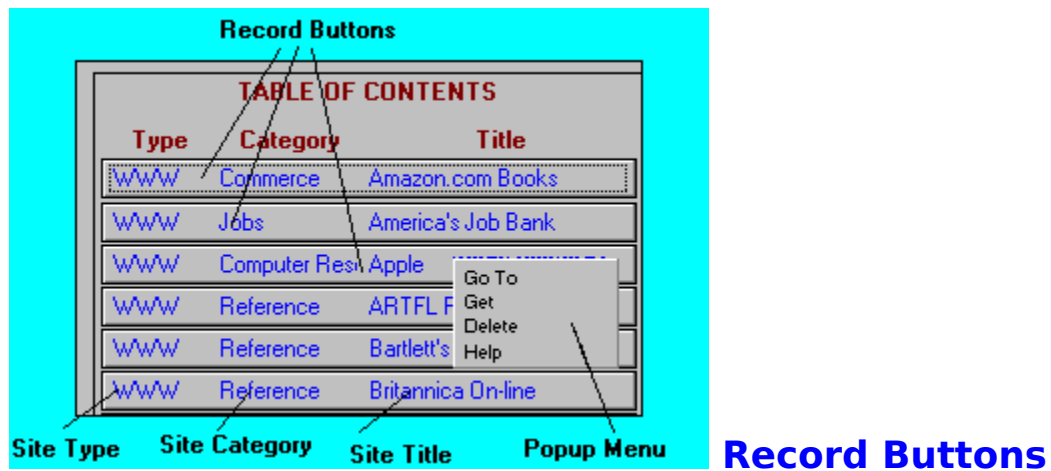 Record Buttons
TABLE OF CONTENTS
Type Category Title
WWW Commerce Amazon.com Books
WWW Jobs America's Job Bank
WWW Computer Res Apple
Go To
WWW Reference ARTFL F
Get
Delete
WWW Reference Bartlett's
Help
WWW Reference Britannica On-line
Site Type Site Category Site Title Popup Menu
Record Buttons